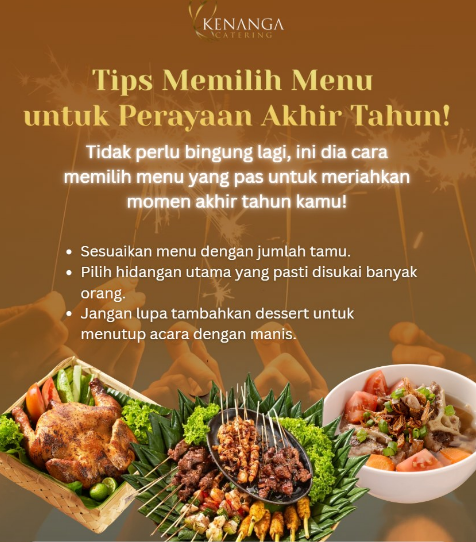 KENANGA
CATERING
Tips Memilih Menu
untuk Perayaan Akhir Tahun!
Tidak perlu bingung lagi, ini dia cara
memilih menu yang pas untuk meriahkan
momen akhir tahun kamu!
• Sesuaikan menu dengan jumlah tamu.
• Pilih hidangan utama yang pasti disukai banyak
orang.
• Jangan lupa tambahkan dessert untuk
menutup acara dengan manis.